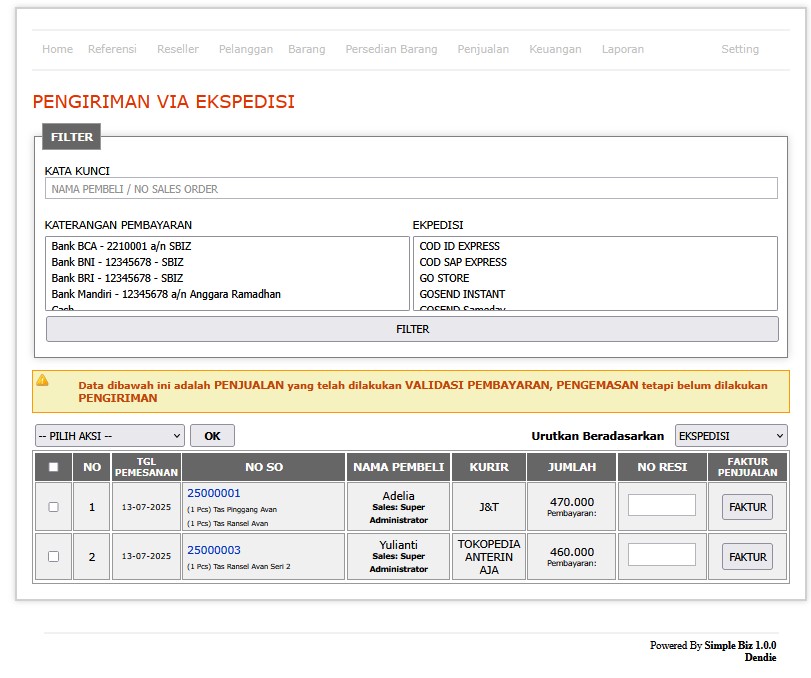 Home Referensi Reseller Pelanggan Barang Persedian Barang Penjualan Keuangan Laporan Setting
PENGIRIMAN VIA EKSPEDISI
FILTER
KATA KUNCI
NAMA PEMBELI / NO SALES ORDER
KATERANGAN PEMBAYARAN EKPEDISI
Bank BCA - 2210001 a/n SBIZ COD ID EXPRESS
Bank BNI - 12345678 - SBIZ COD SAP EXPRESS
Bank BRI - 12345678 - SBIZ GO STORE
Bank Mandiri - 12345678 a/n Anggara Ramadhan GOSEND INSTANT
Cash GOSEND Sameday
FILTER
Data dibawah ini adalah PENJUALAN yang telah dilakukan VALIDASI PEMBAYARAN, PENGEMASAN tetapi belum dilakukan
PENGIRIMAN
-- PILIH AKSI -- OK Urutkan Beradasarkan EKSPEDISI
NO TGL PEMESANAN NO SO NAMA PEMBELI KURIR JUMLAH NO RESI FAKTUR PENJUALAN
1 13-07-2025 25000001 (1 Pcs) Tas Pinggang Avan (1 Pcs) Tas Ransel Avan Adelia Sales: Super Administrator J&T 470.000 Pembayaran: FAKTUR
2 13-07-2025 25000003 (1 Pcs) Tas Ransel Avan Seri 2 Yulianti Sales: Super Administrator TOKOPEDIA ANTERIN AJA 460.000 Pembayaran: FAKTUR
Powered By Simple Biz 1.0.0
Dendie